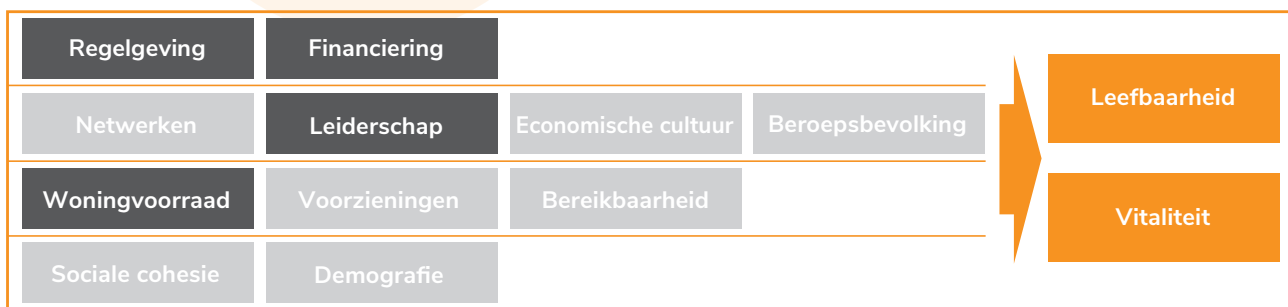 Regelgeving
Financiering
Netwerken
Leiderschap
Economische cultuur
Beroepsbevolking
Woningvoorraad
Voorzieningen
Bereikbaarheid
Sociale cohesie
Demografie
Leefbaarheid
Vitaliteit